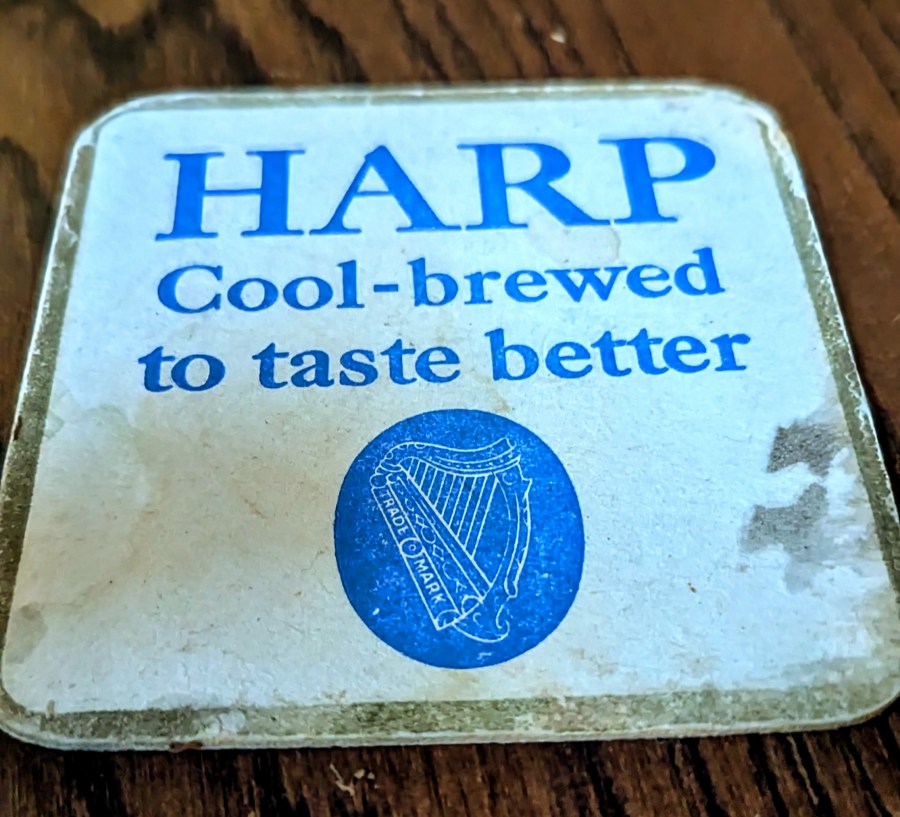 HARP
Cool-brewed
to taste better
TRADE MARK